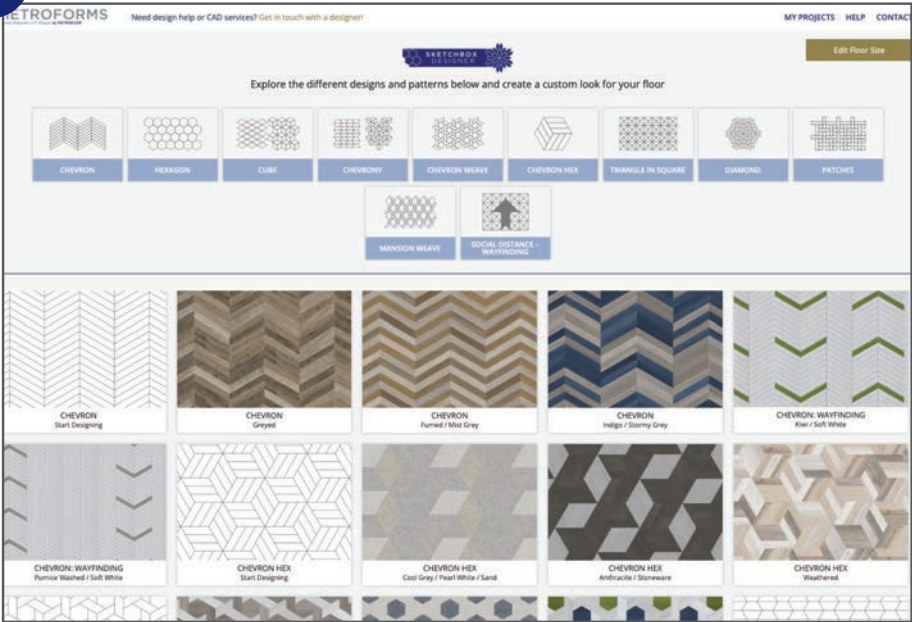 METROFORMS
by METROFLOR
Need design help or CAD services? Get in touch with a designer!
MY PROJECTS HELP CONTACT
SKETCHBOX
DESIGNER
Edit Floor Size
Explore the different designs and patterns below and create a custom look for your floor
CHEVRON HEXAGON CUBE CHEVRONY CHEVRON WEAVE CHEVRON HEX TRIANGLE IN SQUARE DIAMOND PATCHES
MANSION WEAVE
SOCIAL DISTANCE –
WAYFINDING
CHEVRON
Start Designing
CHEVRON
Greyed
CHEVRON
Fumed / Mist Grey
CHEVRON
Indigo / Stormy Grey
CHEVRON: WAYFINDING
Kiwi / Soft White
CHEVRON: WAYFINDING
Pumice Washed / Soft White
CHEVRON HEX
Start Designing
CHEVRON HEX
Cool Grey / Pearl White / Sand
CHEVRON HEX
Anthracite / Stoneware
CHEVRON HEX
Weathered